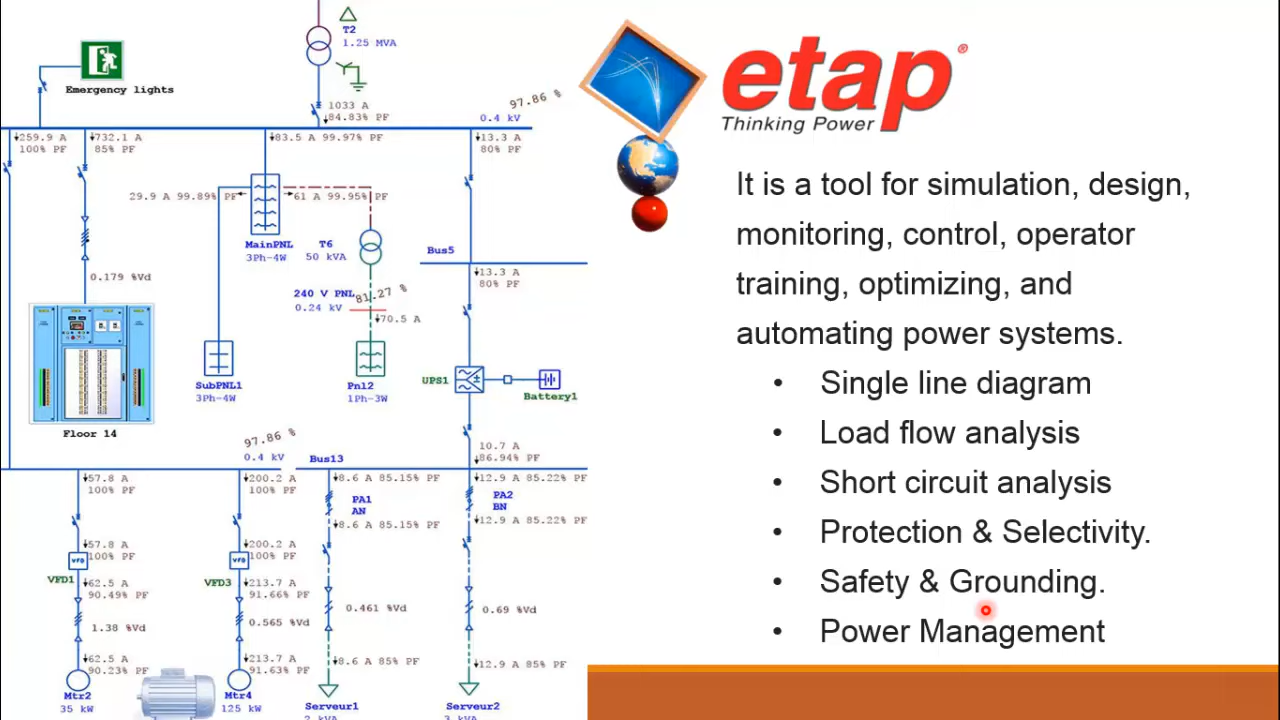 T2
1.25 MVA
Emergency lights
1033 A
84.83% PF
97.86 %
0.4 kV
259.9 A
100% PF
732.1 A
85% PF
83.5 A 99.97% PF
13.3 A
80% PF
29.9 A 99.89% PF
61 A 99.95% PF
MainPNL
3Ph-4W
T6
50 kVA
Bus5
0.179 %Vd
13.3 A
80% PF
240 V PNL
0.24 kV
81.27 %
70.5 A
SubPNL1
3Ph-4W
Pnl2
1Ph-3W
UPS1
Battery1
Floor 14
97.86 %
0.4 kV
10.7 A
86.94% PF
Bus13
57.8 A
100% PF
200.2 A
100% PF
8.6 A 85.15% PF
12.9 A 85.22% PF
PA1
AN
PA2
BN
8.6 A 85.15% PF
12.9 A 85.22% PF
57.8 A
100% PF
200.2 A
100% PF
VFD
VFD
VFD1
VFD3
62.5 A
90.49% PF
213.7 A
91.66% PF
0.461 %Vd
0.69 %Vd
1.38 %Vd
0.565 %Vd
62.5 A
90.23% PF
213.7 A
91.63% PF
8.6 A 85% PF
12.9 A 85% PF
Mtr2
35 kW
Mtr4
125 kW
Serveur1
2 kVA
Serveur2
3 kVA
etap®
Thinking Power
It is a tool for simulation, design,
monitoring, control, operator
training, optimizing, and
automating power systems.
• Single line diagram
• Load flow analysis
• Short circuit analysis
• Protection & Selectivity.
• Safety & Grounding.
• Power Management